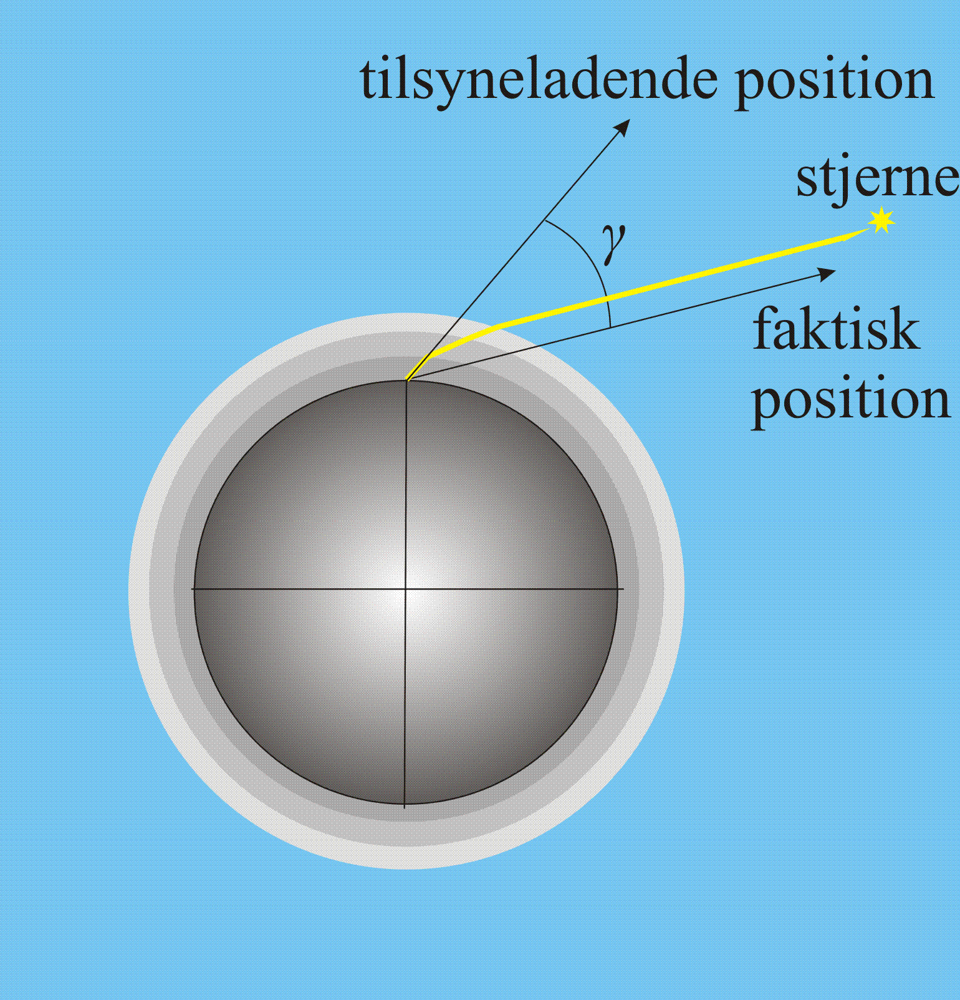 tilsyneladende position
stjerne
γ
faktisk
position